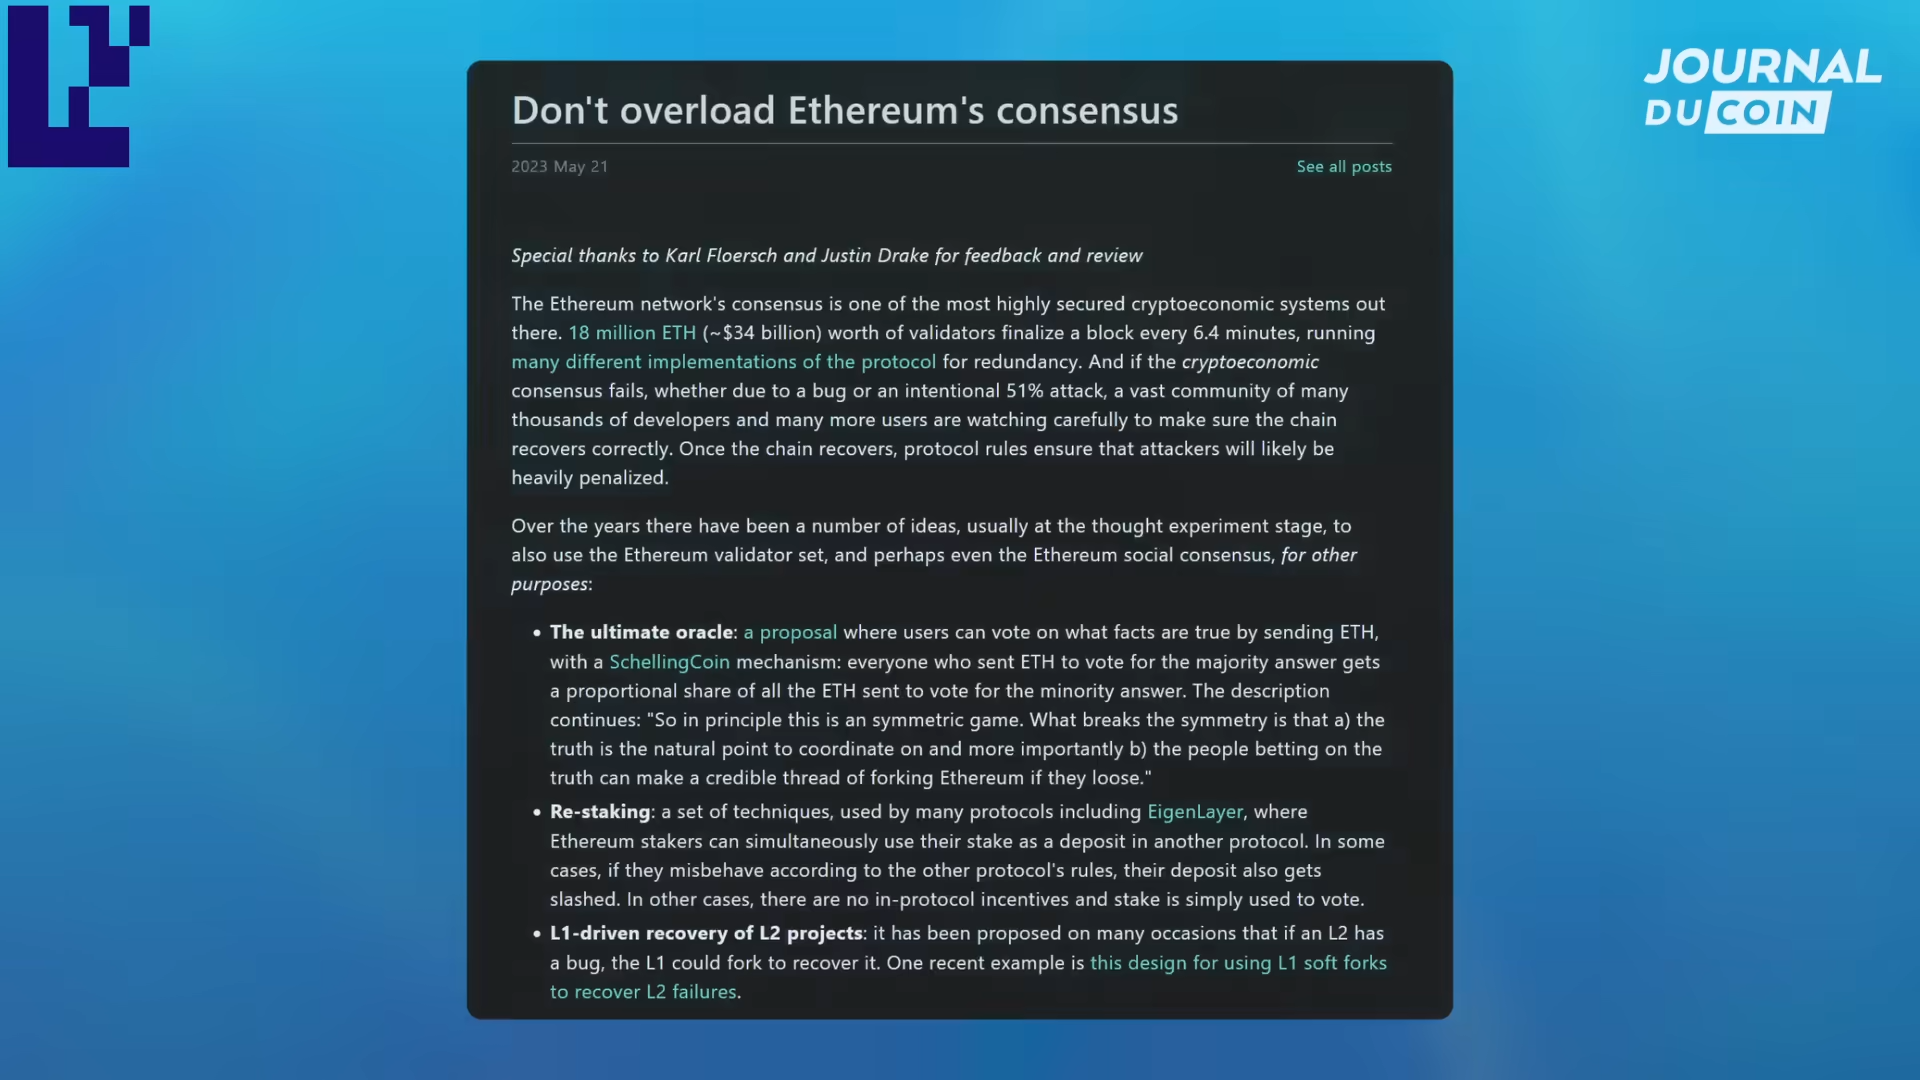 JOURNAL
DU COIN
Don't overload Ethereum's consensus
2023 May 21
See all posts
Special thanks to Karl Floersch and Justin Drake for feedback and review
The Ethereum network's consensus is one of the most highly secured cryptoeconomic systems out
there. 18 million ETH (~$34 billion) worth of validators finalize a block every 6.4 minutes, running
many different implementations of the protocol for redundancy. And if the cryptoeconomic
consensus fails, whether due to a bug or an intentional 51% attack, a vast community of many
thousands of developers and many more users are watching carefully to make sure the chain
recovers correctly. Once the chain recovers, protocol rules ensure that attackers will likely be
heavily penalized.
Over the years there have been a number of ideas, usually at the thought experiment stage, to
also use the Ethereum validator set, and perhaps even the Ethereum social consensus, for other
purposes:
• The ultimate oracle: a proposal where users can vote on what facts are true by sending ETH,
with a SchellingCoin mechanism: everyone who sent ETH to vote for the majority answer gets
a proportional share of all the ETH sent to vote for the minority answer. The description
continues: "So in principle this is an symmetric game. What breaks the symmetry is that a) the
truth is the natural point to coordinate on and more importantly b) the people betting on the
truth can make a credible thread of forking Ethereum if they loose."
• Re-staking: a set of techniques, used by many protocols including EigenLayer, where
Ethereum stakers can simultaneously use their stake as a deposit in another protocol. In some
cases, if they misbehave according to the other protocol's rules, their deposit also gets
slashed. In other cases, there are no in-protocol incentives and stake is simply used to vote.
• L1-driven recovery of L2 projects: it has been proposed on many occasions that if an L2 has
a bug, the L1 could fork to recover it. One recent example is this design for using L1 soft forks
to recover L2 failures.